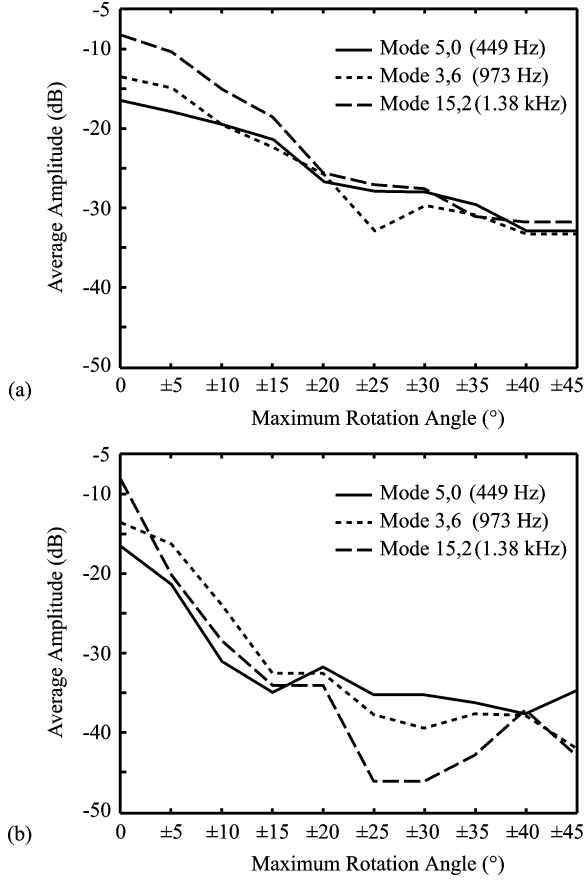 -5
-10
-20
-30
-40
-50
Average Amplitude (dB)
Mode 5,0 (449 Hz)
Mode 3,6 (973 Hz)
Mode 15,2 (1.38 kHz)
0 ±5 ±10 ±15 ±20 ±25 ±30 ±35 ±40 ±45
(a)
Maximum Rotation Angle (°)
-5
-10
-20
-30
-40
-50
Average Amplitude (dB)
Mode 5,0 (449 Hz)
Mode 3,6 (973 Hz)
Mode 15,2 (1.38 kHz)
0 ±5 ±10 ±15 ±20 ±25 ±30 ±35 ±40 ±45
(b)
Maximum Rotation Angle (°)